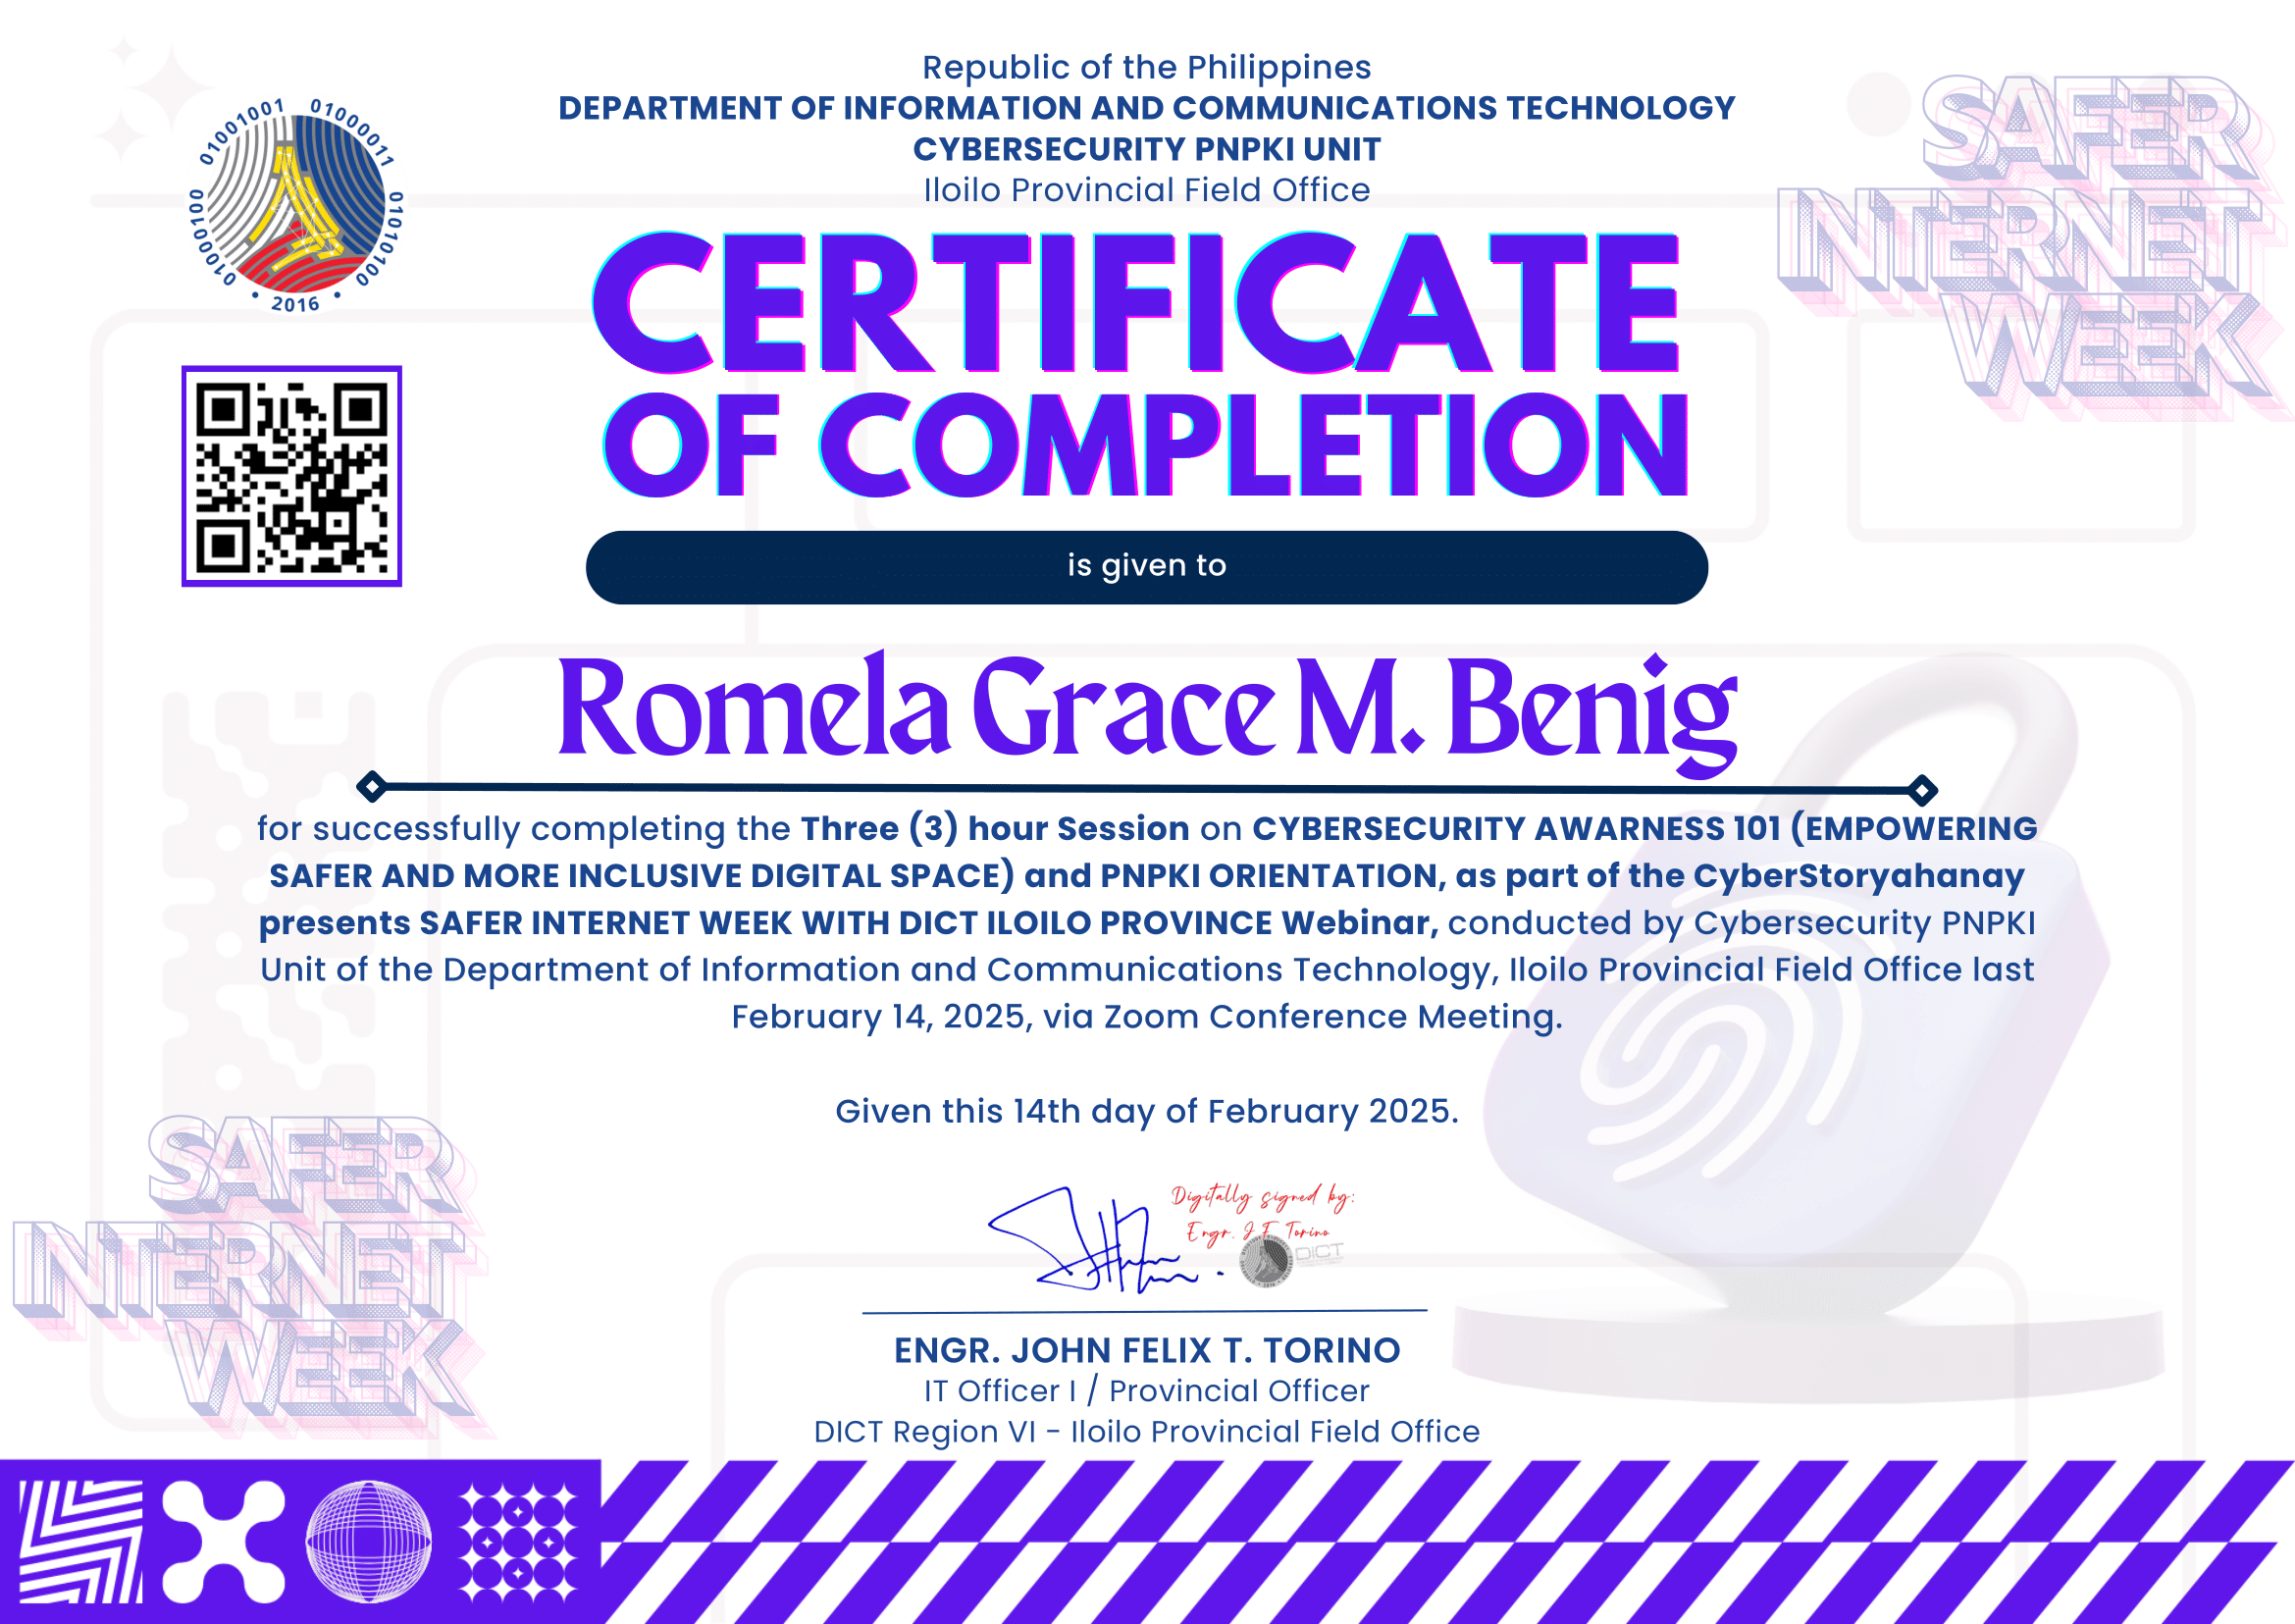 Republic of the Philippines
DEPARTMENT OF INFORMATION AND COMMUNICATIONS TECHNOLOGY
CYBERSECURITY PNPKI UNIT
Iloilo Provincial Field Office
01001001 01000011 01010100 01000100
• 2016 •
SAFER
INTERNET
WEEK
CERTIFICATE
OF COMPLETION
is given to
Romela Grace M. Benig
for successfully completing the Three (3) hour Session on CYBERSECURITY AWARNESS 101 (EMPOWERING
SAFER AND MORE INCLUSIVE DIGITAL SPACE) and PNPKI ORIENTATION, as part of the CyberStoryahanay
presents SAFER INTERNET WEEK WITH DICT ILOILO PROVINCE Webinar, conducted by Cybersecurity PNPKI
Unit of the Department of Information and Communications Technology, Iloilo Provincial Field Office last
February 14, 2025, via Zoom Conference Meeting.
Given this 14th day of February 2025.
SAFER
INTERNET
WEEK
Digitally signed by:
Engr. J F Torino
DICT
ENGR. JOHN FELIX T. TORINO
IT Officer I / Provincial Officer
DICT Region VI - Iloilo Provincial Field Office